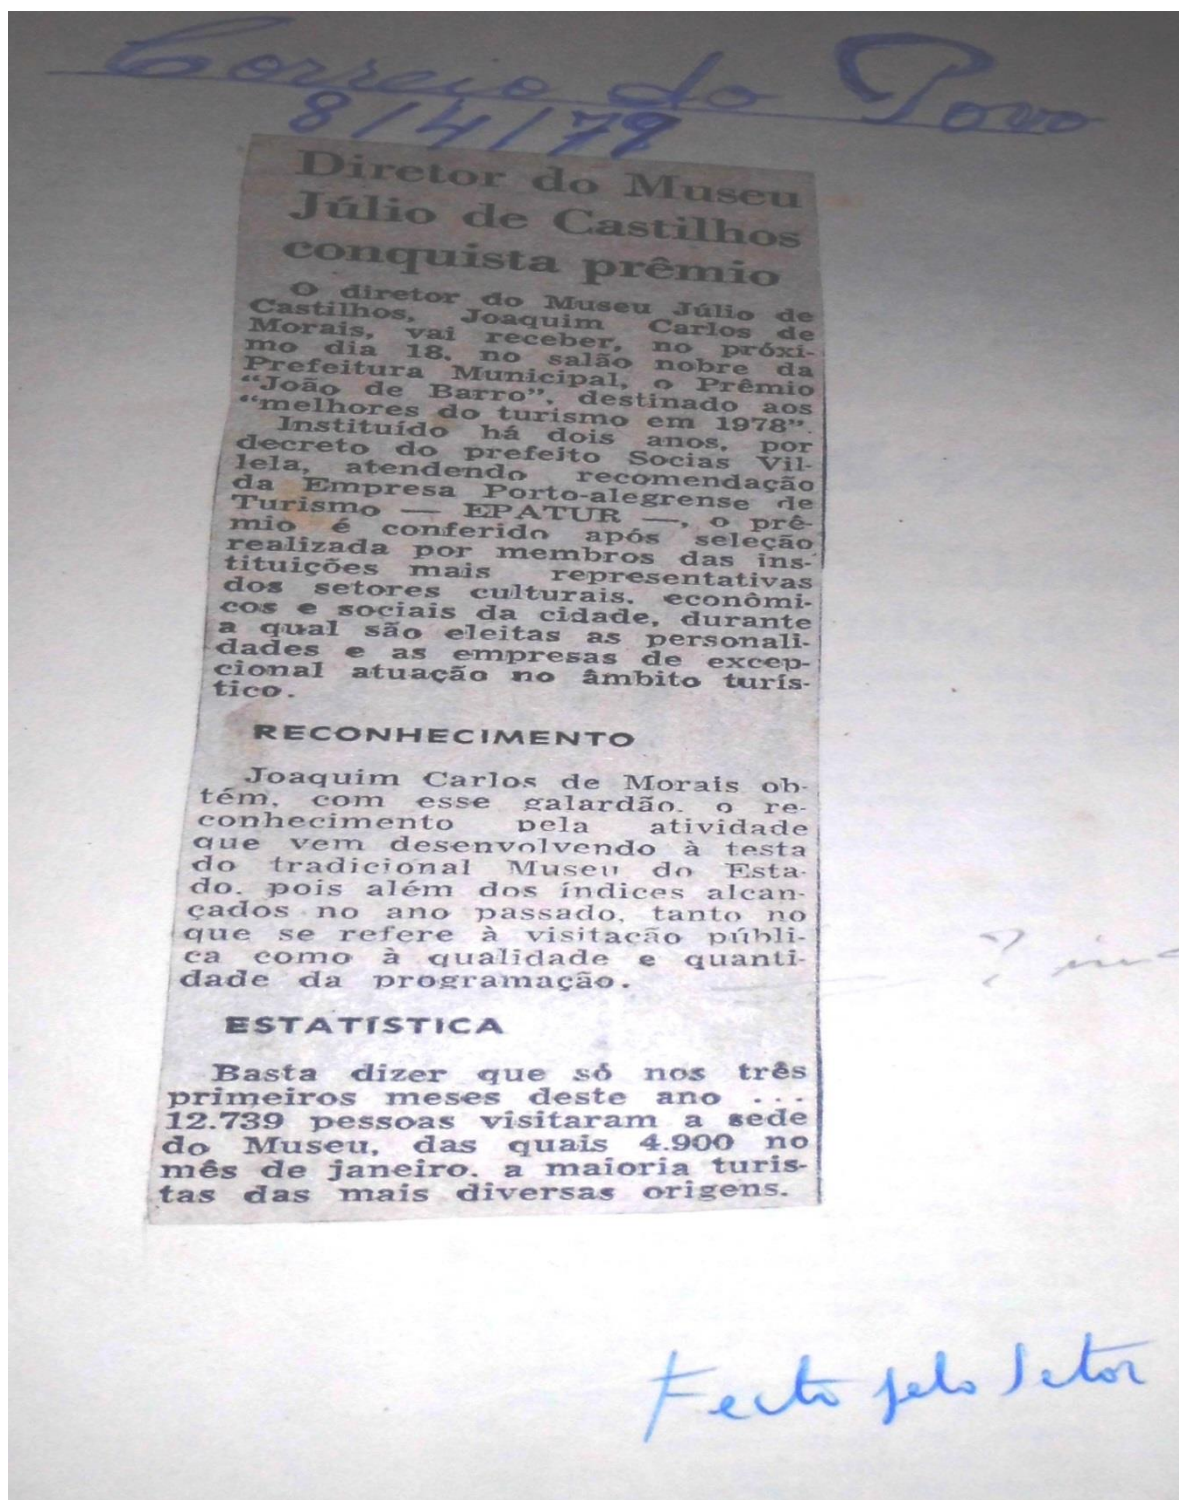 Correio do Povo
8/4/79
Diretor do Museu
Júlio de Castilhos
conquista prêmio
O diretor do Museu Júlio de
Castilhos, Joaquim Carlos de
Morais, vai receber, no próxi-
mo dia 18, no salão nobre da
Prefeitura Municipal, o Prêmio
"João de Barro", destinado aos
"melhores do turismo em 1978".
Instituído há dois anos, por
decreto do prefeito Socias Vil-
lela, atendendo recomendação
da Empresa Porto-alegrense de
Turismo — EPATUR —, o prê-
mio é conferido após seleção
realizada por membros das ins-
tituições mais representativas
dos setores culturais, econômi-
cos e sociais da cidade, durante
a qual são eleitas as personali-
dades e as empresas de excep-
cional atuação no âmbito turís-
tico.
RECONHECIMENTO
Joaquim Carlos de Morais ob-
tém, com esse galardão, o re-
conhecimento pela atividade
que vem desenvolvendo à testa
do tradicional Museu do Esta-
do, pois além dos índices alcan-
çados no ano passado, tanto no
que se refere à visitação públi-
ca como à qualidade e quanti-
dade da programação.
ESTATÍSTICA
Basta dizer que só nos três
primeiros meses deste ano ...
12.739 pessoas visitaram a sede
do Museu, das quais 4.900 no
mês de janeiro, a maioria turis-
tas das mais diversas origens.
Feito pelo Setor